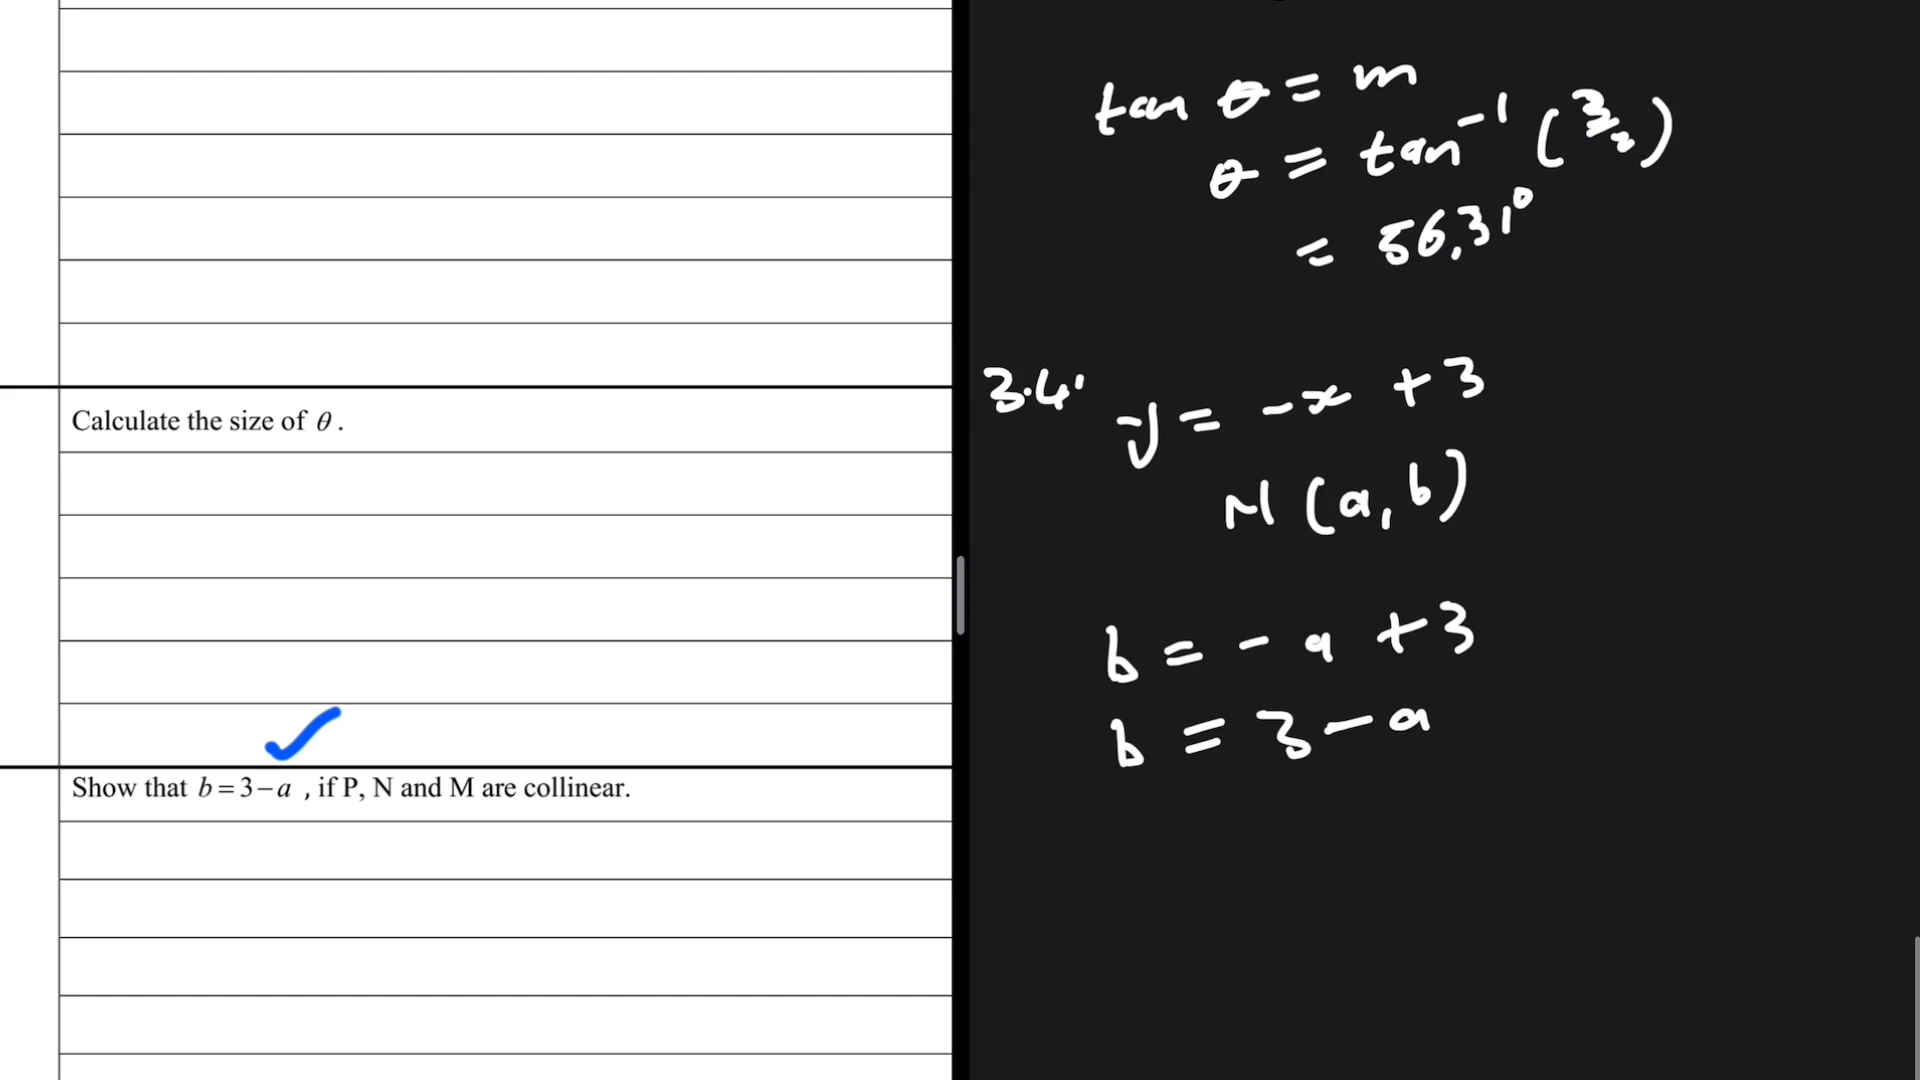 Calculate the size of θ .
Show that b = 3 − a , if P, N and M are collinear.
tan θ = m
θ = tan⁻¹ (3/2)
= 56,31°
3.4' y = -x + 3
N (a, b)
b = - a + 3
b = 3 - a